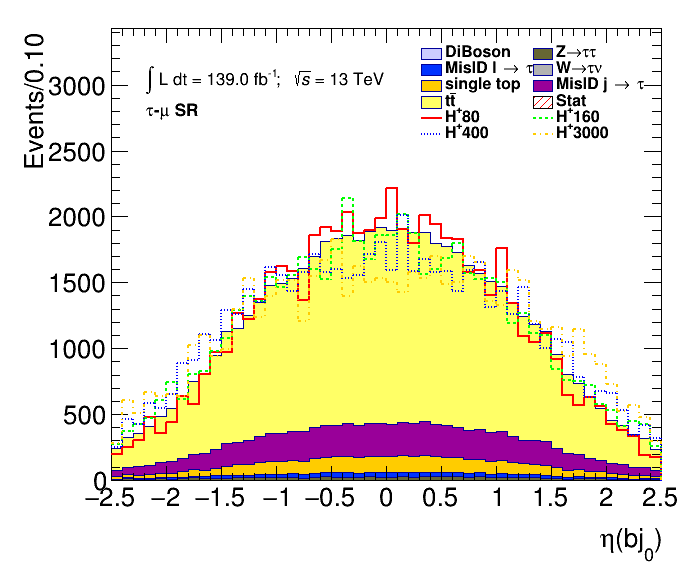 Events/0.10
∫ L dt = 139.0 fb⁻¹; √s = 13 TeV
τ-μ SR
DiBoson Z→ττ
MisID l → τ W→τν
single top MisID j → τ
tt̄ Stat
H⁺80 H⁺160
H⁺400 H⁺3000
3000
2500
2000
1500
1000
500
0
−2.5 −2 −1.5 −1 −0.5 0 0.5 1 1.5 2 2.5
η(bj₀)